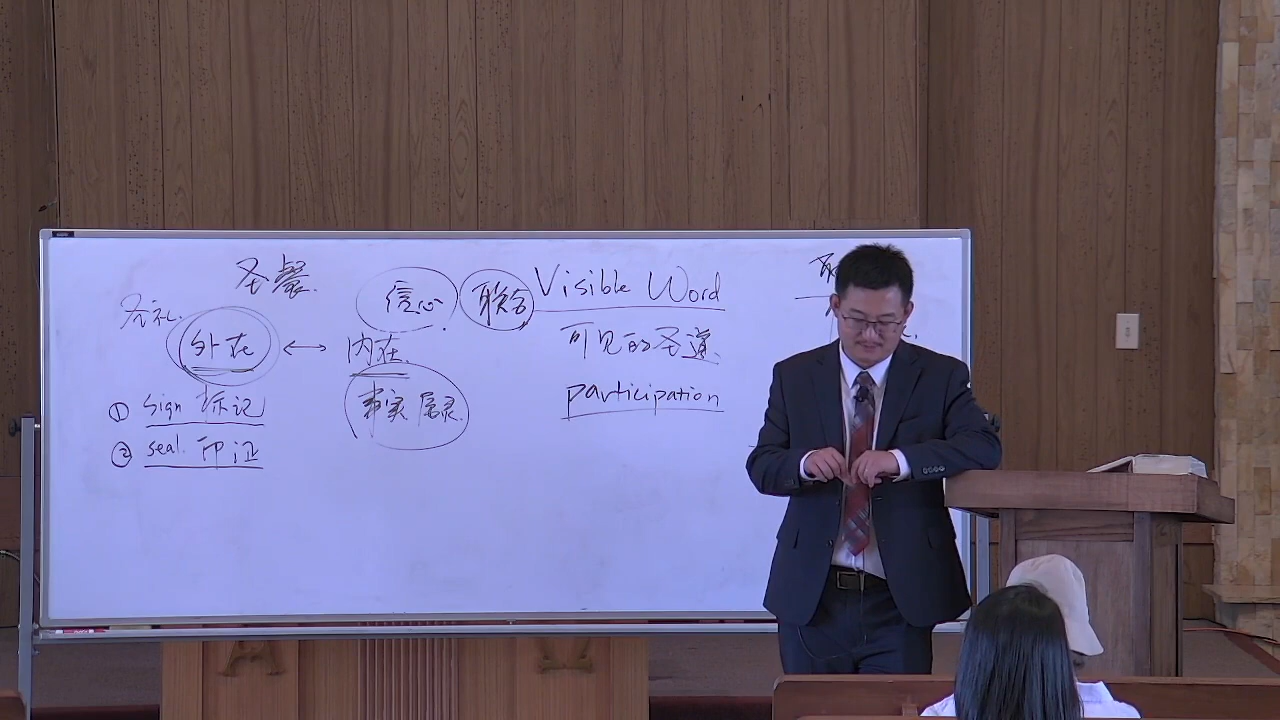 圣餐.
圣礼.
外在 ↔ 内在.
① sign 标记
② seal. 印证
信心.
联合
事实 属灵.
Visible Word
可见的圣道.
participation